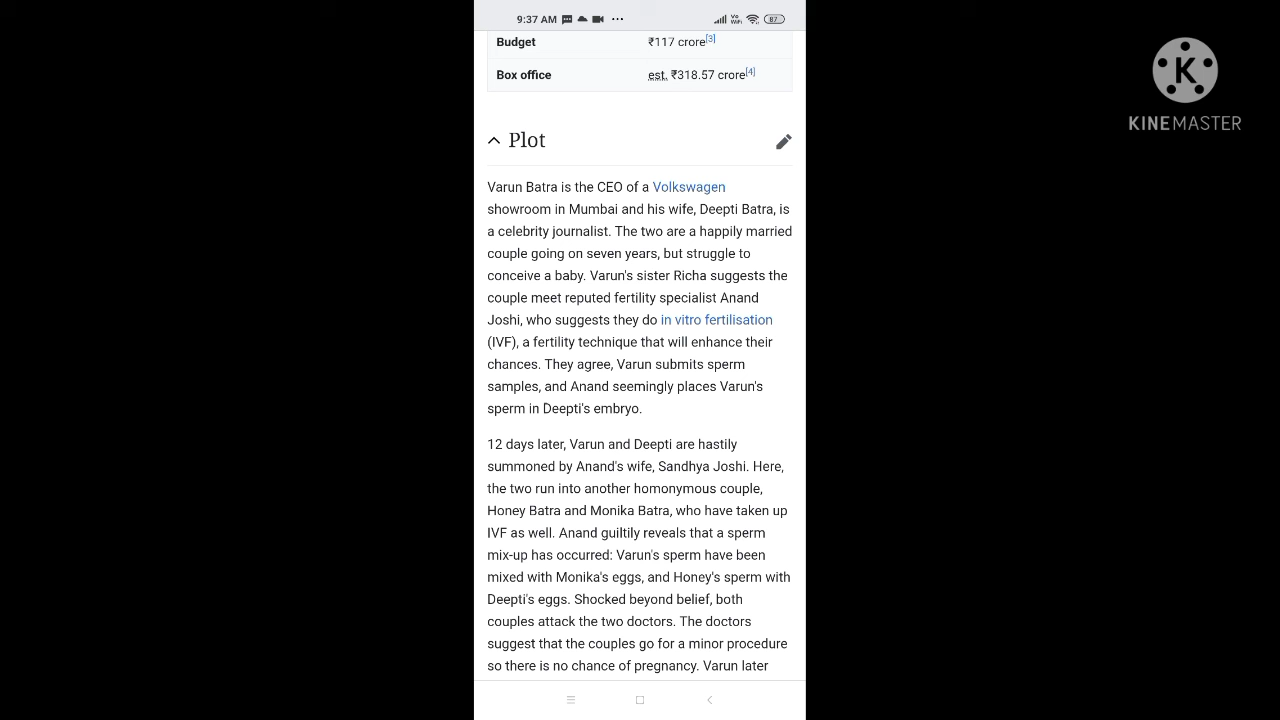 9:37 AM
Vo
WiFi
87
Budget ₹117 crore[3]
Box office est. ₹318.57 crore[4]
K
KINEMASTER
Plot
Varun Batra is the CEO of a Volkswagen
showroom in Mumbai and his wife, Deepti Batra, is
a celebrity journalist. The two are a happily married
couple going on seven years, but struggle to
conceive a baby. Varun's sister Richa suggests the
couple meet reputed fertility specialist Anand
Joshi, who suggests they do in vitro fertilisation
(IVF), a fertility technique that will enhance their
chances. They agree, Varun submits sperm
samples, and Anand seemingly places Varun's
sperm in Deepti's embryo.
12 days later, Varun and Deepti are hastily
summoned by Anand's wife, Sandhya Joshi. Here,
the two run into another homonymous couple,
Honey Batra and Monika Batra, who have taken up
IVF as well. Anand guiltily reveals that a sperm
mix-up has occurred: Varun's sperm have been
mixed with Monika's eggs, and Honey's sperm with
Deepti's eggs. Shocked beyond belief, both
couples attack the two doctors. The doctors
suggest that the couples go for a minor procedure
so there is no chance of pregnancy. Varun later